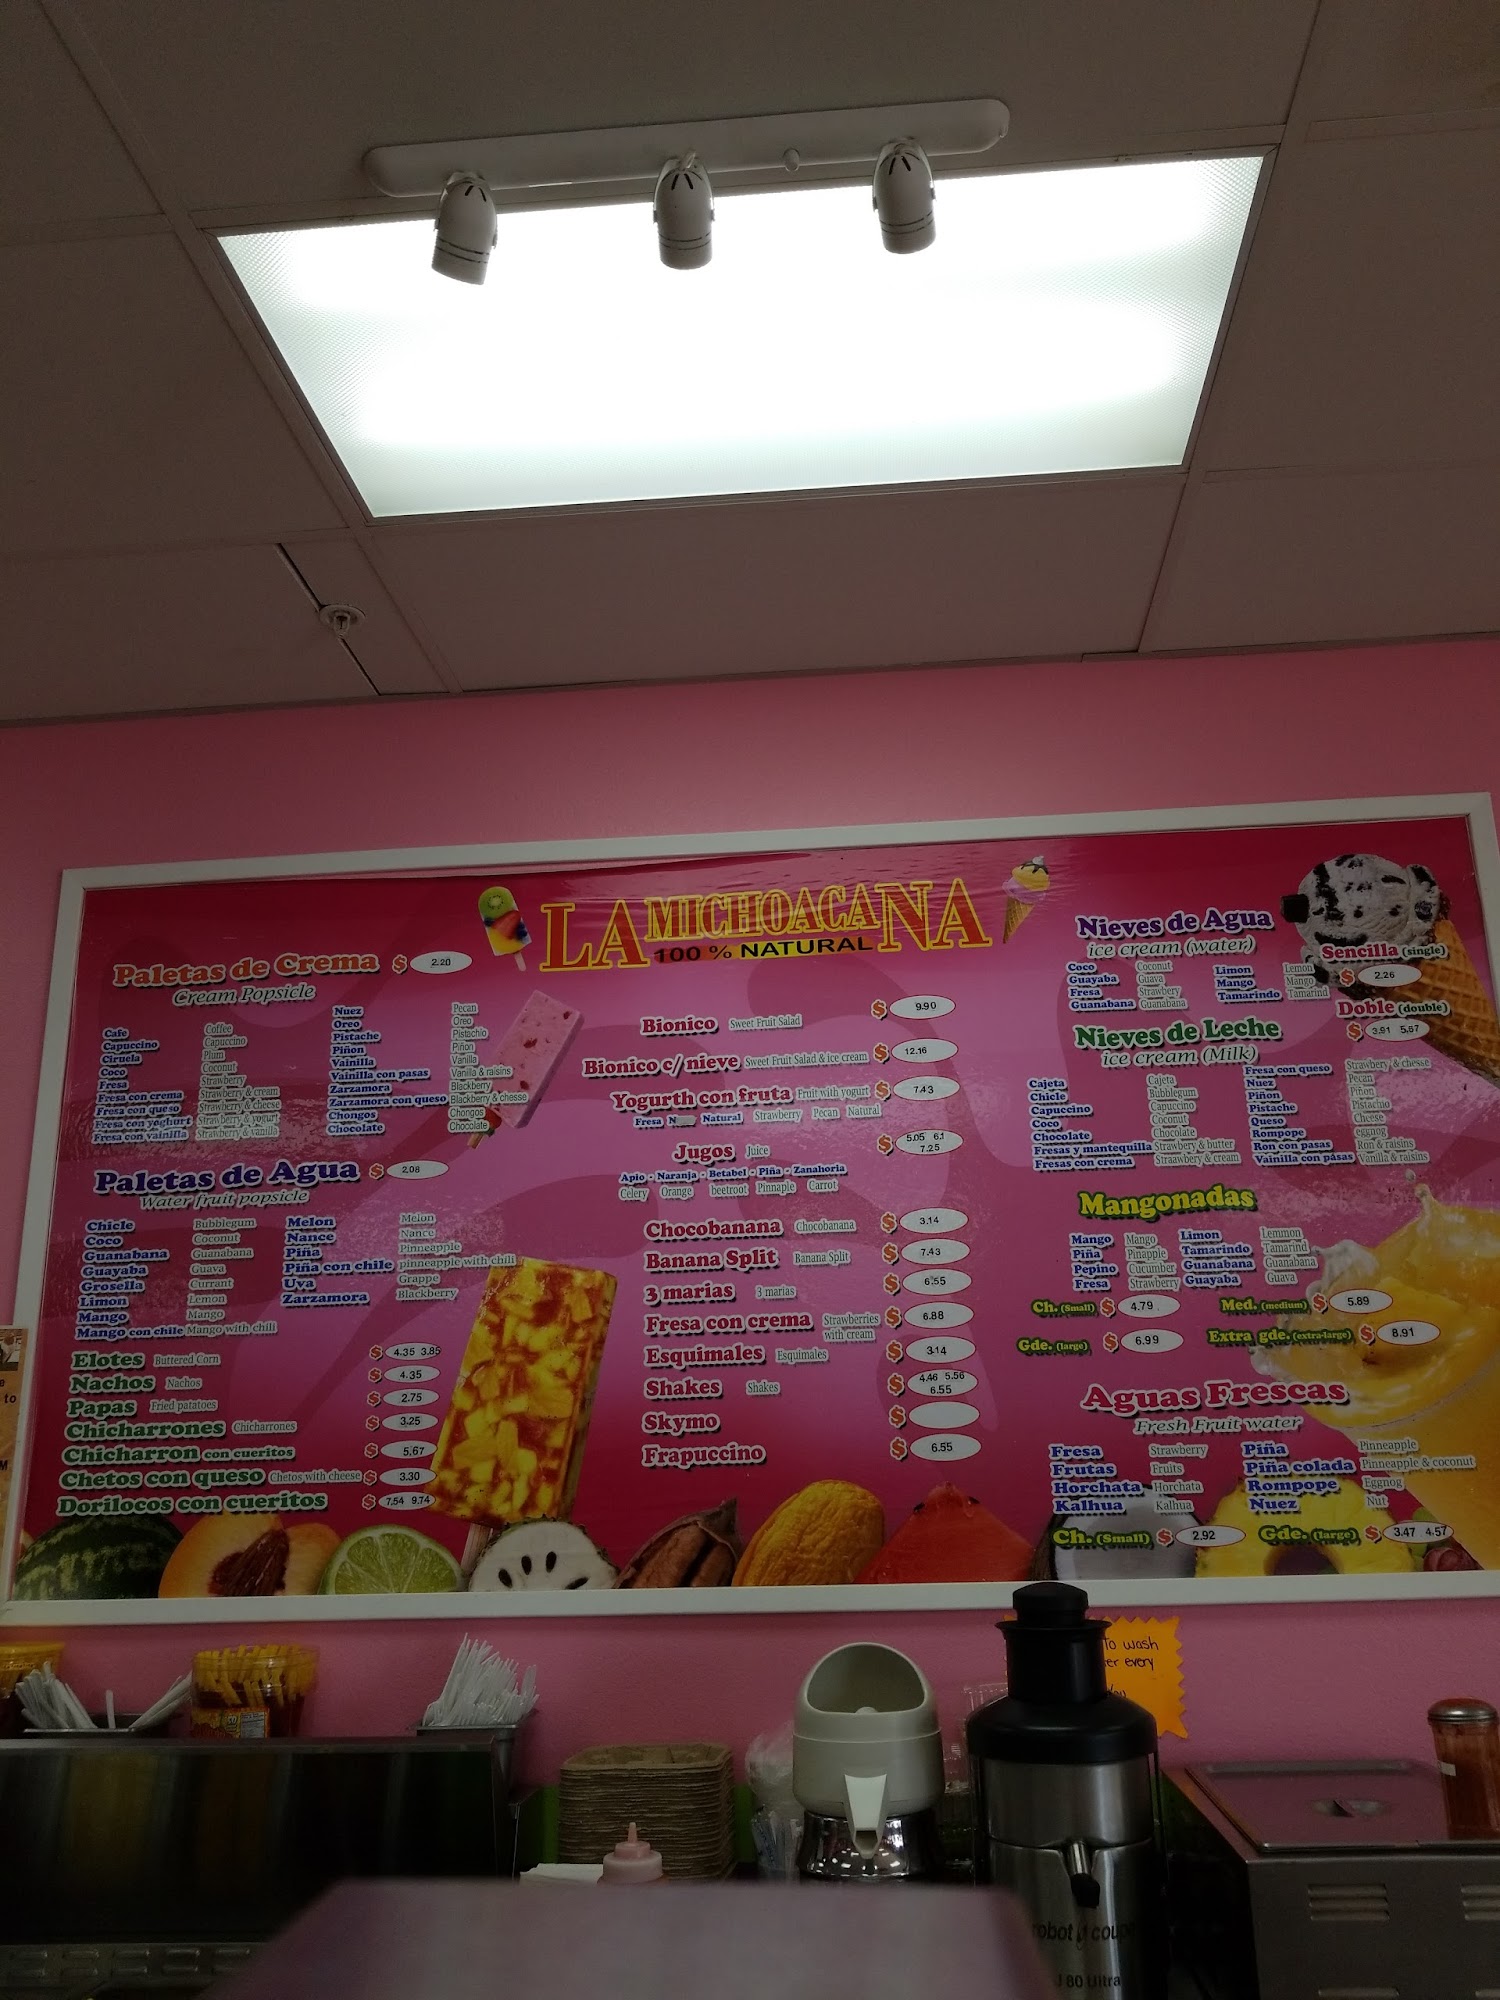 LA MICHOACANA
100 % NATURAL
Paletas de Crema $ 2.20
Cream Popsicle
Cafe Coffee
Capuccino Capuccino
Ciruela Plum
Coco Coconut
Fresa Strawberry
Fresa con crema Strawberry & cream
Fresa con queso Strawberry & cheese
Fresa con yoghurt Strawberry & yogurt
Fresa con vainilla Strawberry & vanilla
Nuez Pecan
Oreo Oreo
Pistache Pistachio
Piñon Piñon
Vainilla Vanilla
Vainilla con pasas Vanilla & raisins
Zarzamora Blackberry
Zarzamora con queso Blackberry & chesse
Chongos Chongos
Chocolate Chocolate
Paletas de Agua $ 2.08
Water fruit popsicle
Chicle Bubblegum
Coco Coconut
Guanabana Guanabana
Guayaba Guava
Grosella Currant
Limon Lemon
Mango Mango
Mango con chile Mango with chili
Melon Melon
Nance Nance
Piña Pinneapple
Piña con chile pinneapple with chili
Uva Grappe
Zarzamora Blackberry
Elotes Buttered Corn $ 4.35 3.85
Nachos Nachos $ 4.35
Papas Fried patatoes $ 2.75
Chicharrones Chicharrones $ 3.25
Chicharron con cueritos $ 5.67
Chetos con queso Chetos with cheese $ 3.30
Dorilocos con cueritos $ 7.54 9.74
Bionico Sweet Fruit Salad $ 9.90
Bionico c/ nieve Sweet Fruit Salad & ice cream $ 12.16
Yogurth con fruta Fruit with yogurt $ 7.43
Fresa N Natural Strawberry Pecan Natural
Jugos Juice $ 5.05 6.1
7.25
Apio - Naranja - Betabel - Piña - Zanahoria
Celery Orange beetroot Pinnaple Carrot
Chocobanana Chocobanana $ 3.14
Banana Split Banana Split $ 7.43
3 marias 3 marias $ 6.55
Fresa con crema Strawberries with cream $ 6.88
Esquimales Esquimales $ 3.14
Shakes Shakes $ 4.46 5.56
6.55
Skymo $
Frapuccino $ 6.55
Nieves de Agua
ice cream (water)
Coco Coconut Limon Lemon
Guayaba Guava Mango Mango
Fresa Strawbery Tamarindo Tamarind
Guanabana Guanabana
Sencilla (single)
$ 2.26
Doble (double)
$ 3.91 5.67
Nieves de Leche
ice cream (Milk)
Cajeta Cajeta
Chicle Bubblegum
Capuccino Capuccino
Coco Coconut
Chocolate Chocolate
Fresas y mantequilla Strawbery & butter
Fresas con crema Straawbery & cream
Fresa con queso Strawbery & chesse
Nuez Pecan
Piñon Piñon
Pistache Pistachio
Queso Cheese
Rompope eggnog
Ron con pasas Ron & raisins
Vainilla con pasas Vanilla & raisins
Mangonadas
Mango Mango Limon Lemmon
Piña Pinapple Tamarindo Tamarind
Pepino Cucumber Guanabana Guanabana
Fresa Strawberry Guayaba Guava
Ch. (Small) $ 4.79 Med. (medium) $ 5.89
Gde. (large) $ 6.99 Extra gde. (extra-large) $ 8.91
Aguas Frescas
Fresh Fruit water
Fresa Strawberry Piña Pinneapple
Frutas Fruits Piña colada Pinneapple & coconut
Horchata Horchata Rompope Eggnog
Kalhua Kalhua Nuez Nut
Ch. (Small) $ 2.92 Gde. (large) $ 3.47 4.57
To wash
every
robot coupe
J 80 Ultra